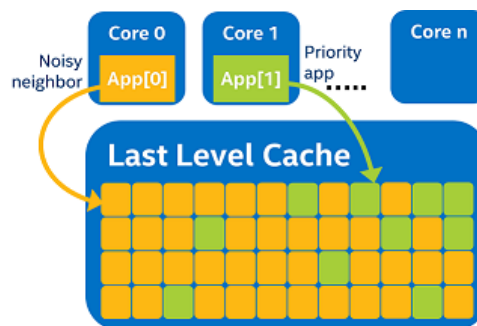 Core 0
Core 1
Core n
Noisy
neighbor
App[0]
App[1]
Priority
app
Last Level Cache